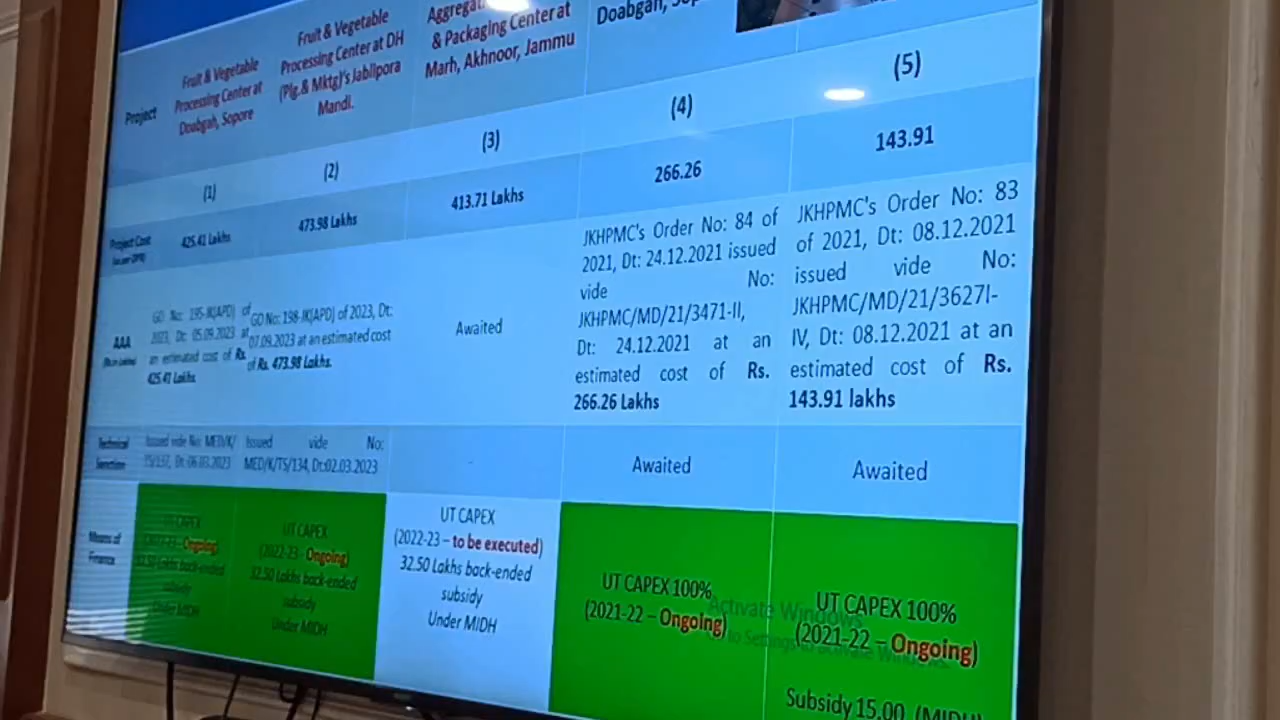 Project
Fruit & Vegetable
Processing Center at
Doabgah, Sopore
Fruit & Vegetable
Processing Center at DH
(Plg.& Mktg)'s Jablipora
Mandi.
& Packaging Center at
Marh, Akhnoor, Jammu
Doabgah,
(1)
(2)
(3)
(4)
(5)
Project Cost
425.41 Lakhs
473.98 Lakhs
413.71 Lakhs
266.26
143.91
AAA
GO No: 195-JK(APD) of
2023, Dt: 05.09.2023 at
an estimated cost of Rs.
425.41 Lakhs.
GO No: 198-JK(APD) of 2023, Dt:
07.09.2023 at an estimated cost
of Rs. 473.98 Lakhs.
Awaited
JKHPMC's Order No: 84 of
2021, Dt: 24.12.2021 issued
vide No:
JKHPMC/MD/21/3471-II,
Dt: 24.12.2021 at an
estimated cost of Rs.
266.26 Lakhs
JKHPMC's Order No: 83
of 2021, Dt: 08.12.2021
issued vide No:
JKHPMC/MD/21/3627I-
IV, Dt: 08.12.2021 at an
estimated cost of Rs.
143.91 lakhs
Technical
Sanction
Issued vide No: MED/K/
TS/137, Dt:06.03.2023
Issued vide No:
MED/K/TS/134, Dt:02.03.2023
Awaited
Awaited
Means of
Finance
UT CAPEX
(2022-23 - Ongoing)
32.50 Lakhs back-ended
subsidy
Under MIDH
UT CAPEX
(2022-23 - Ongoing)
32.50 Lakhs back-ended
subsidy
Under MIDH
UT CAPEX
(2022-23 – to be executed)
32.50 Lakhs back-ended
subsidy
Under MIDH
UT CAPEX 100%
(2021-22 – Ongoing)
UT CAPEX 100%
(2021-22 – Ongoing)
Subsidy 15.00 (MIDH)
Activate Windows
Go to Settings to activate Windows.